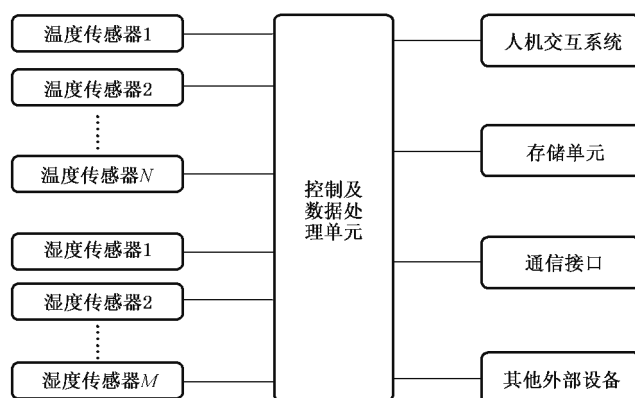 温度传感器1
温度传感器2
温度传感器N
湿度传感器1
湿度传感器2
湿度传感器M
控制及
数据处
理单元
人机交互系统
存储单元
通信接口
其他外部设备